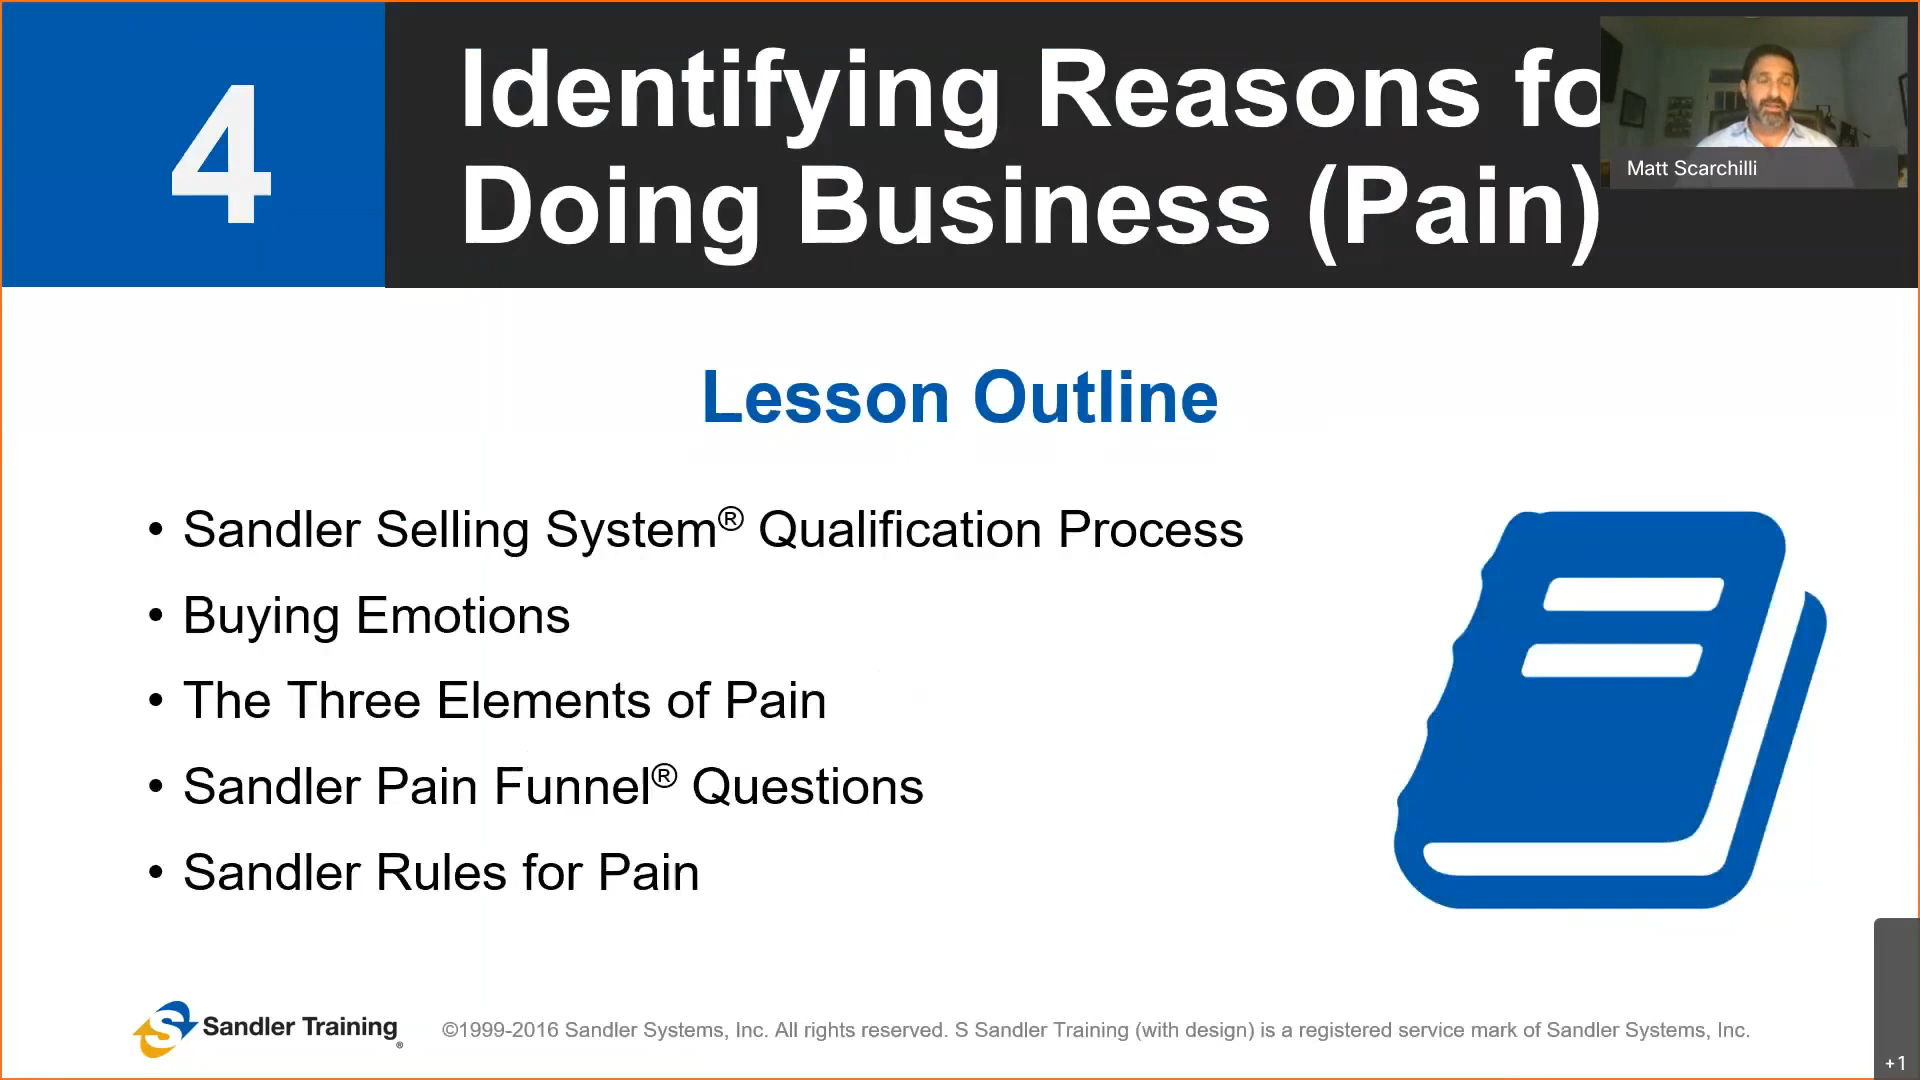 4
Identifying Reasons fo
Doing Business (Pain)
Matt Scarchilli
Lesson Outline
• Sandler Selling System® Qualification Process
• Buying Emotions
• The Three Elements of Pain
• Sandler Pain Funnel® Questions
• Sandler Rules for Pain
S Sandler Training®
©1999-2016 Sandler Systems, Inc. All rights reserved. S Sandler Training (with design) is a registered service mark of Sandler Systems, Inc.
+1